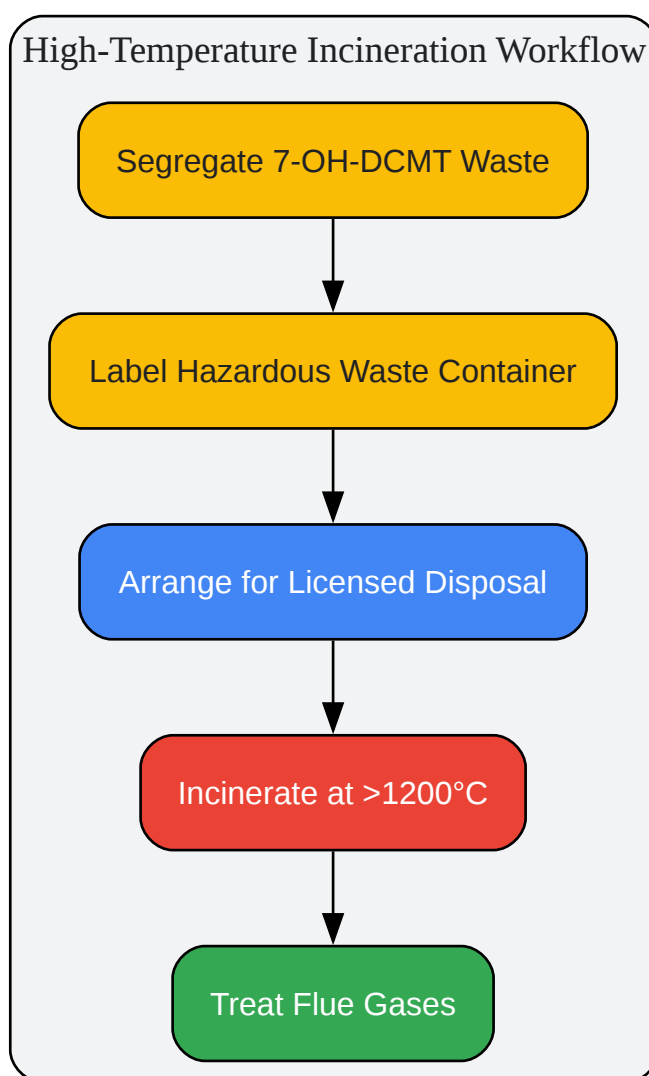 High-Temperature Incineration Workflow
Segregate 7-OH-DCMT Waste
Label Hazardous Waste Container
Arrange for Licensed Disposal
Incinerate at >1200°C
Treat Flue Gases